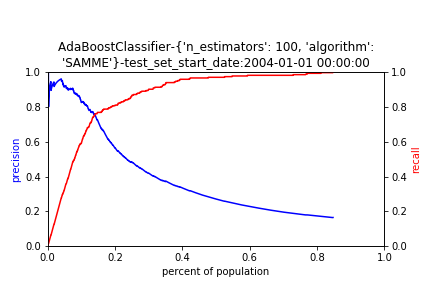 AdaBoostClassifier-{'n_estimators': 100, 'algorithm':
'SAMME'}-test_set_start_date:2004-01-01 00:00:00
1.0
0.8
0.6
0.4
0.2
0.0
precision
1.0
0.8
0.6
0.4
0.2
0.0
recall
0.0 0.2 0.4 0.6 0.8 1.0
percent of population